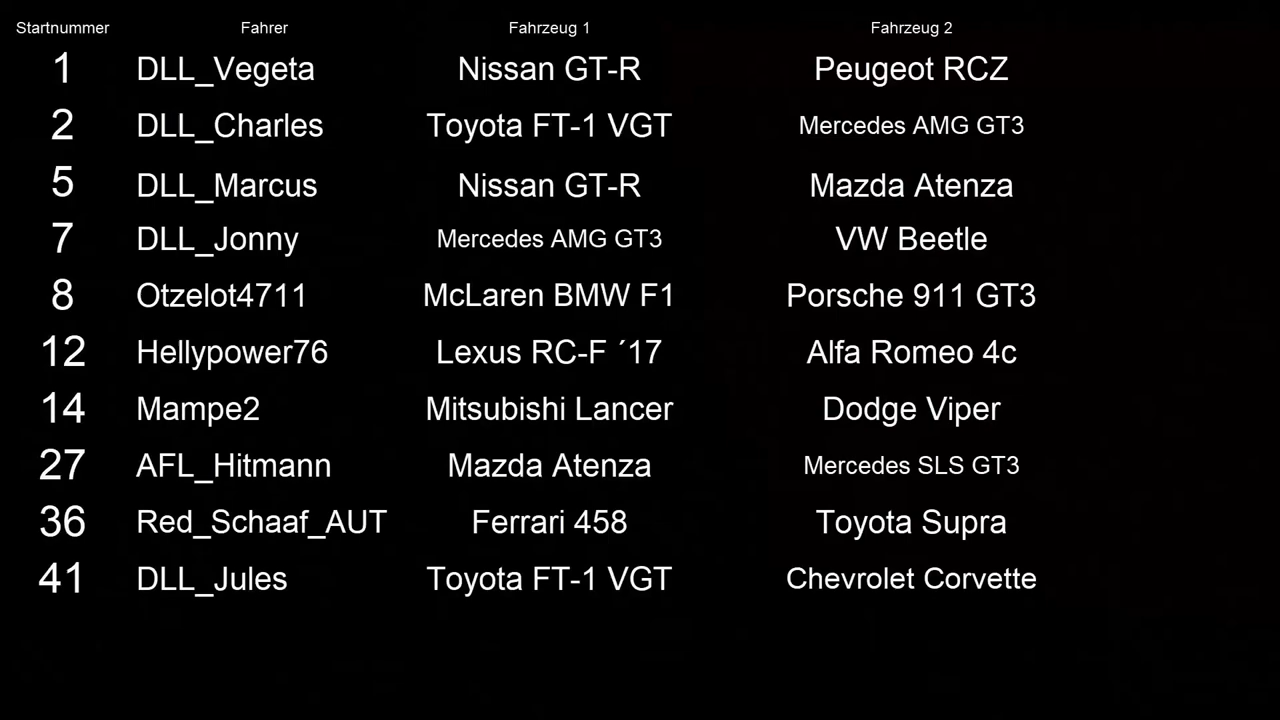 Startnummer Fahrer Fahrzeug 1 Fahrzeug 2
1 DLL_Vegeta Nissan GT-R Peugeot RCZ
2 DLL_Charles Toyota FT-1 VGT Mercedes AMG GT3
5 DLL_Marcus Nissan GT-R Mazda Atenza
7 DLL_Jonny Mercedes AMG GT3 VW Beetle
8 Otzelot4711 McLaren BMW F1 Porsche 911 GT3
12 Hellypower76 Lexus RC-F ´17 Alfa Romeo 4c
14 Mampe2 Mitsubishi Lancer Dodge Viper
27 AFL_Hitmann Mazda Atenza Mercedes SLS GT3
36 Red_Schaaf_AUT Ferrari 458 Toyota Supra
41 DLL_Jules Toyota FT-1 VGT Chevrolet Corvette